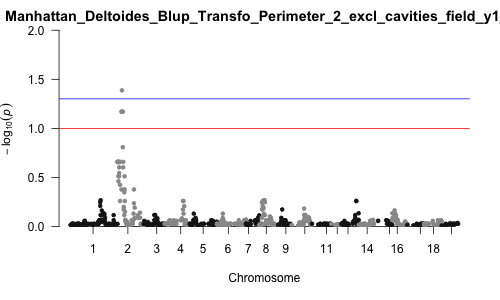 Manhattan_Deltoides_Blup_Transfo_Perimeter_2_excl_cavities_field_y1_
2.0
1.5
1.0
0.5
0.0
− log10(p)
1 2 3 4 5 6 7 8 9 11 14 16 18
Chromosome